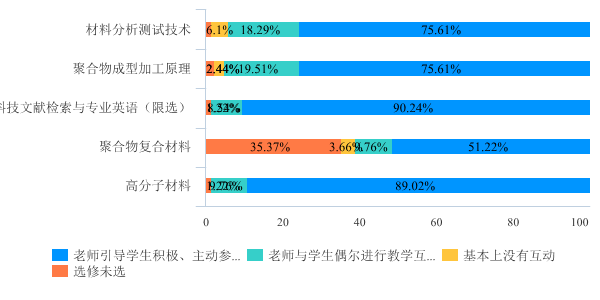 材料分析测试技术 6.1% 18.29% 75.61%
聚合物成型加工原理 2.44% 19.51% 75.61%
科技文献检索与专业英语（限选） 90.24%
聚合物复合材料 35.37% 3.66% 9.76% 51.22%
高分子材料 89.02%
0 20 40 60 80 100
老师引导学生积极、主动参... 老师与学生偶尔进行教学互... 基本上没有互动
选修未选